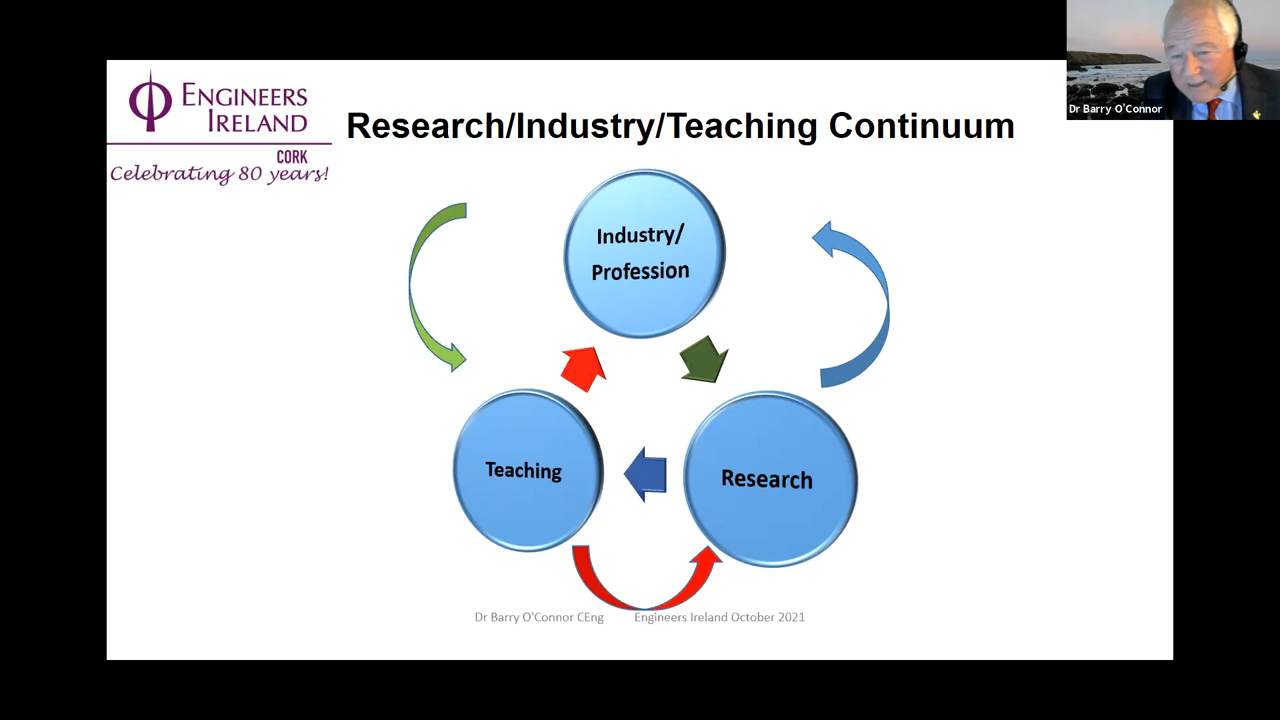 ENGINEERS
IRELAND
CORK
Celebrating 80 years!
Research/Industry/Teaching Continuum
Dr Barry O'Connor
Industry/
Profession
Teaching
Research
Dr Barry O'Connor CEng Engineers Ireland October 2021